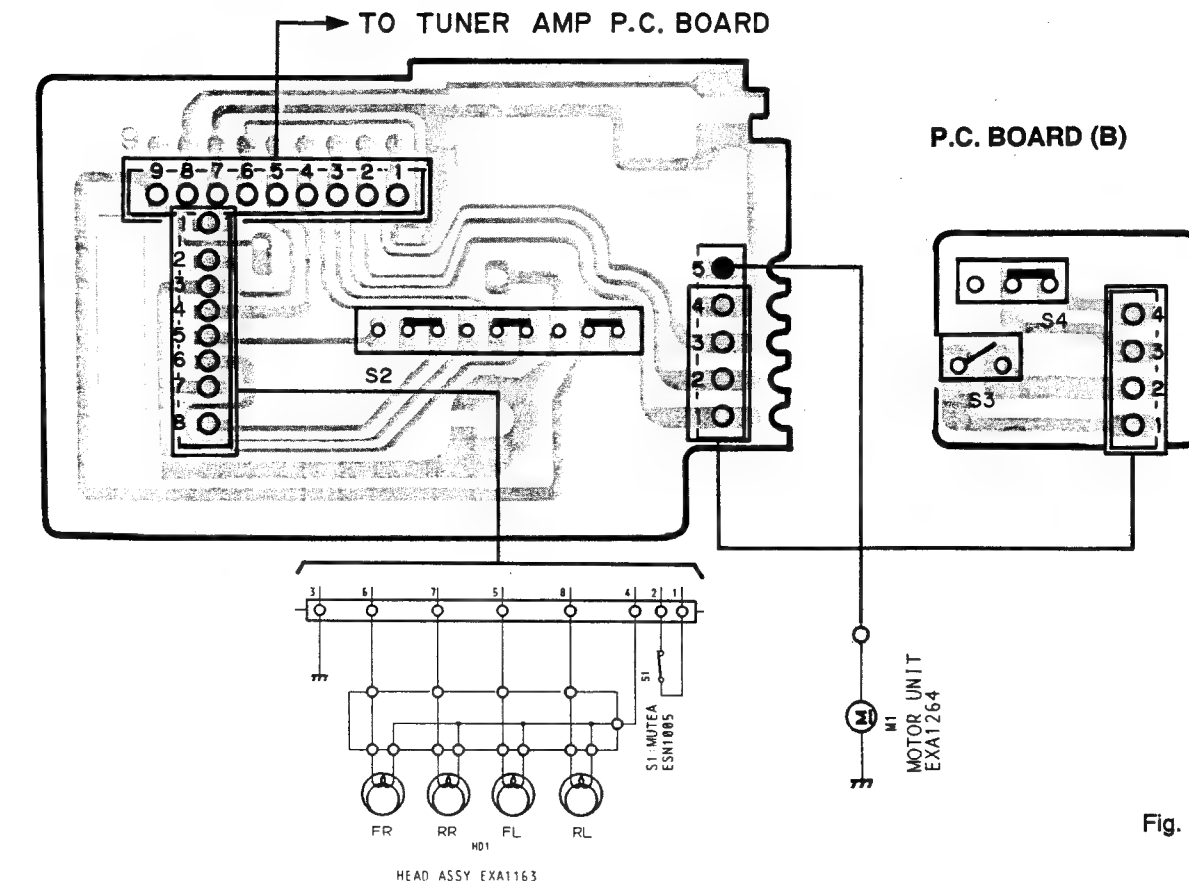 TO TUNER AMP P.C. BOARD
P.C. BOARD (B)
9-8-7-6-5-4-3-2-1
1
2
3
4
5
6
7
8
S2
5
4
3
2
1
S4
S3
4
3
2
1
3 6 7 5 8 4 2 1
S1
S1:MUTEA
ESN1005
M
M1
MOTOR UNIT
EXA1264
FR RR FL RL
HD1
HEAD ASSY EXA1163
Fig.